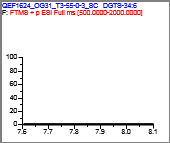 QEF1624_OG31_T3-55-0-3_SC DGTS-34:6
F: FTMS + p ESI Full ms [500.0000-2000.0000]
100
80
60
40
20
0
7.6 7.7 7.8 7.9 8.0 8.1